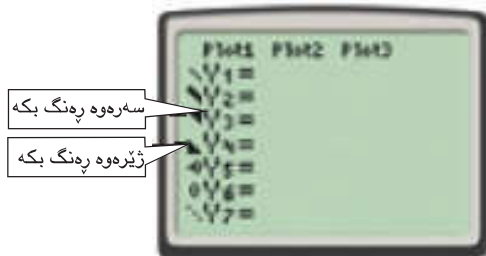 Plot1 Plot2 Plot3
\Y1=
\Y2=
سەرەوە ڕەنگ بکە
Y3=
Y4=
ژێرەوە ڕەنگ بکە
Y5=
Y6=
Y7=